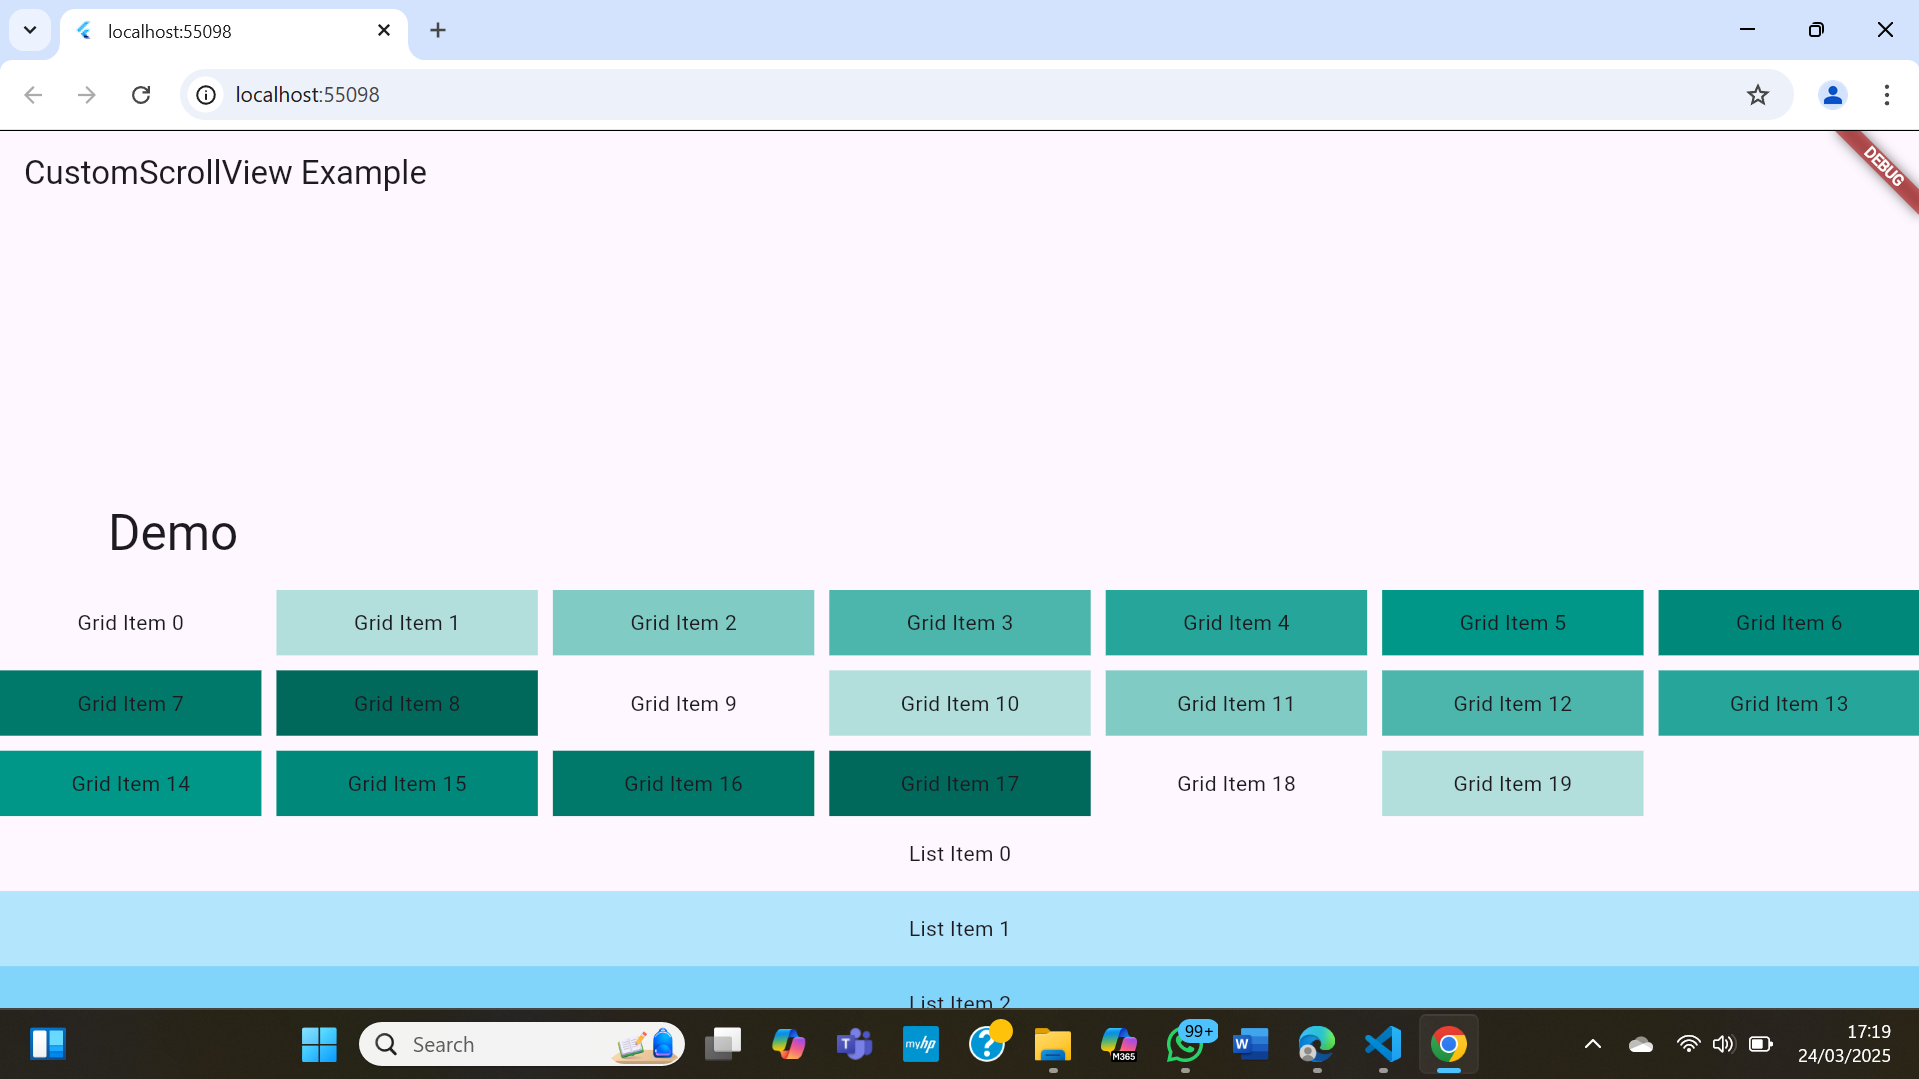 localhost:55098
localhost:55098
CustomScrollView Example
DEBUG
Demo
Grid Item 0 Grid Item 1 Grid Item 2 Grid Item 3 Grid Item 4 Grid Item 5 Grid Item 6
Grid Item 7 Grid Item 8 Grid Item 9 Grid Item 10 Grid Item 11 Grid Item 12 Grid Item 13
Grid Item 14 Grid Item 15 Grid Item 16 Grid Item 17 Grid Item 18 Grid Item 19
List Item 0
List Item 1
List Item 2
Search
T
myhp
?
M365
99+
W
17:19
24/03/2025